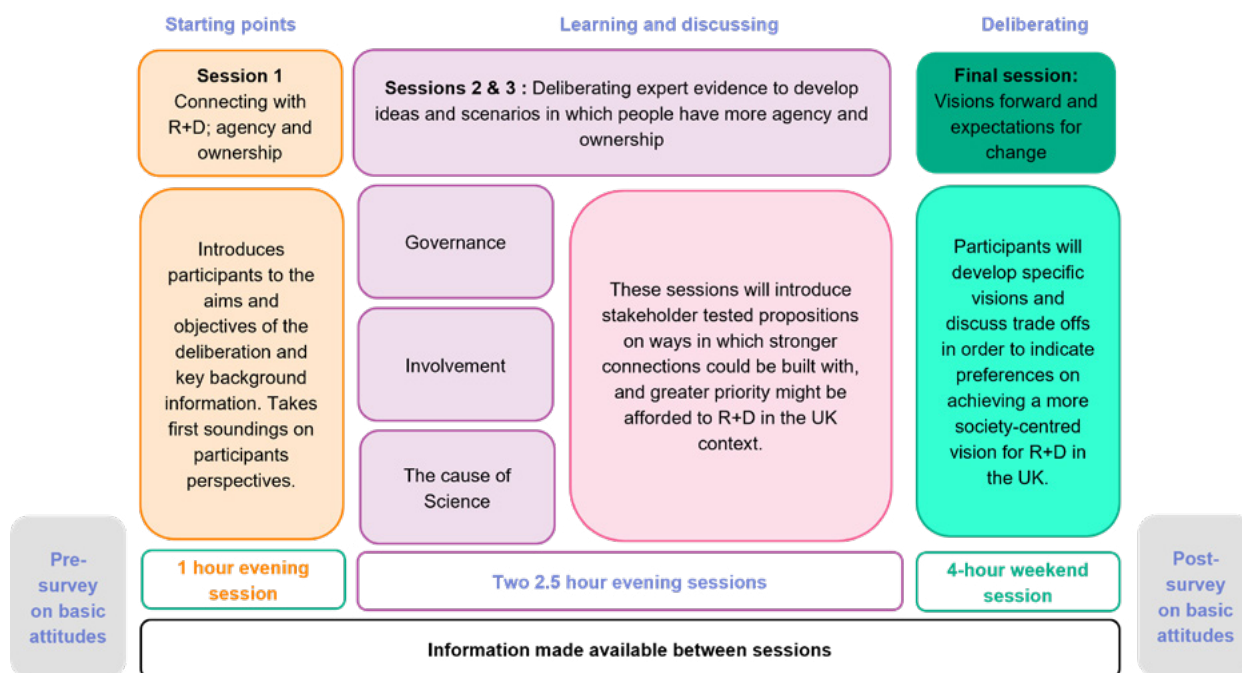 Starting points
Learning and discussing
Deliberating
Session 1
Connecting with
R+D; agency and
ownership
Sessions 2 & 3 : Deliberating expert evidence to develop
ideas and scenarios in which people have more agency and
ownership
Final session:
Visions forward and
expectations for
change
Introduces
participants to the
aims and
objectives of the
deliberation and
key background
information. Takes
first soundings on
participants
perspectives.
Governance
Involvement
The cause of
Science
These sessions will introduce
stakeholder tested propositions
on ways in which stronger
connections could be built with,
and greater priority might be
afforded to R+D in the UK
context.
Participants will
develop specific
visions and
discuss trade offs
in order to indicate
preferences on
achieving a more
society-centred
vision for R+D in
the UK.
Pre-
survey
on basic
attitudes
1 hour evening
session
Two 2.5 hour evening sessions
4-hour weekend
session
Post-
survey
on basic
attitudes
Information made available between sessions